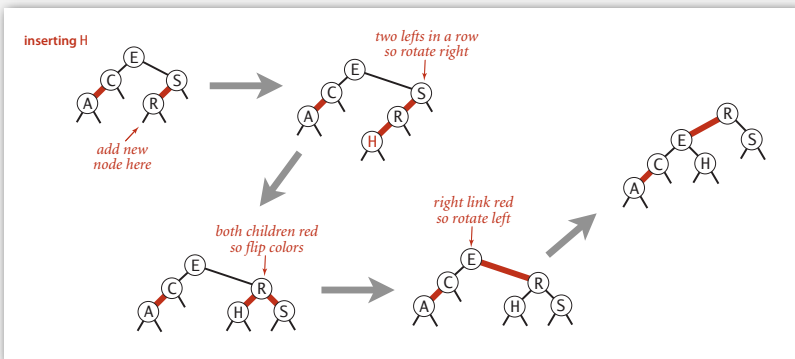 inserting H
E
C
S
A
R
add new
node here
two lefts in a row
so rotate right
E
C
S
A
R
H
both children red
so flip colors
E
C
R
A
H
S
right link red
so rotate left
E
C
R
A
H
S
R
E
S
C
H
A